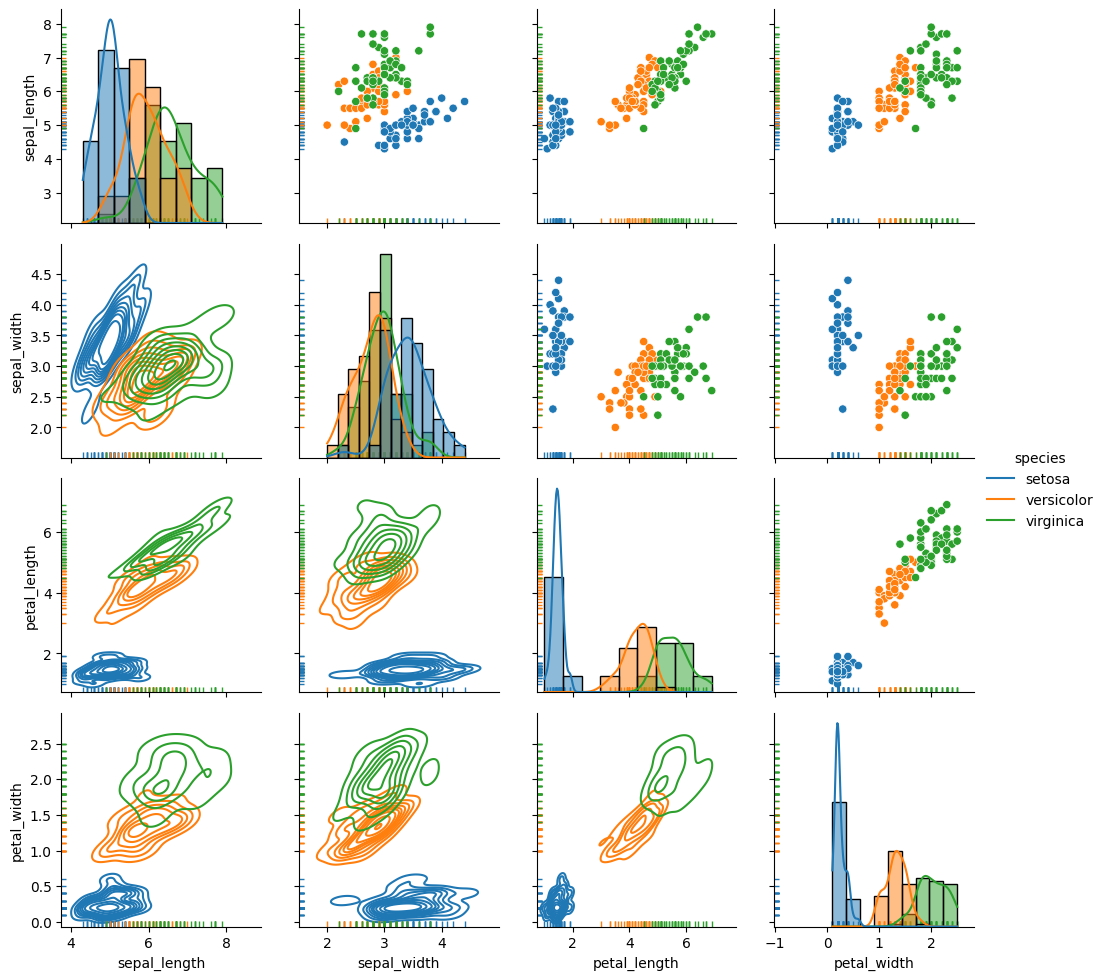 8
7
6
5
4
3
sepal_length
4.5
4.0
3.5
3.0
2.5
2.0
sepal_width
species
setosa
versicolor
virginica
6
4
2
petal_length
2.5
2.0
1.5
1.0
0.5
0.0
petal_width
4 6 8
2 3 4
2 4 6
−1 0 1 2
sepal_length
sepal_width
petal_length
petal_width